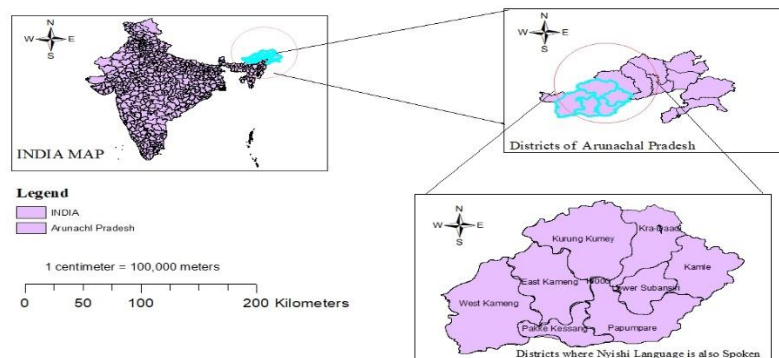 N
W E
S
INDIA MAP
Legend
INDIA
Arunachl Pradesh
1 centimeter = 100,000 meters
0 50 100 200 Kilometers
N
W E
S
Districts of Arunachal Pradesh
N
W E
S
Kurung Kumey
Kra-Daadi
Kamle
East Kameng
Lower Subansiri
West Kameng
Pakke Kessang
Papumpare
Districts where Nyishi Language is also Spoken